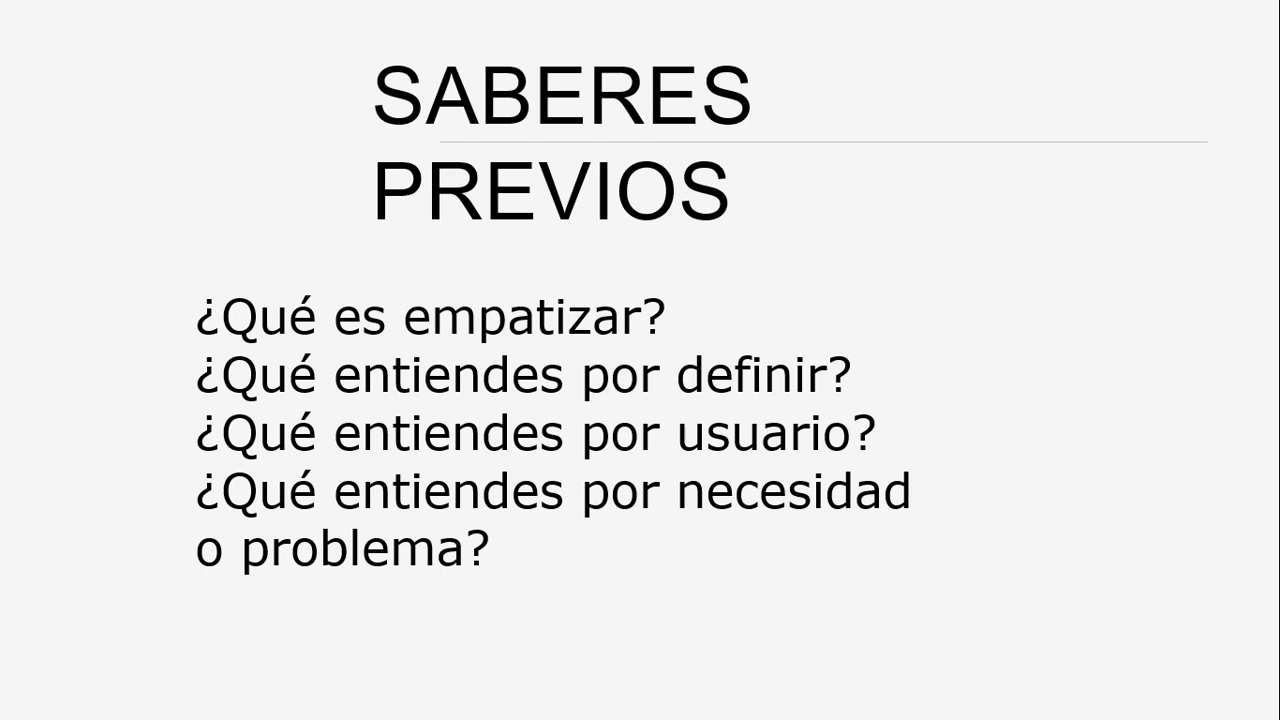 SABERES
PREVIOS
¿Qué es empatizar?
¿Qué entiendes por definir?
¿Qué entiendes por usuario?
¿Qué entiendes por necesidad
o problema?